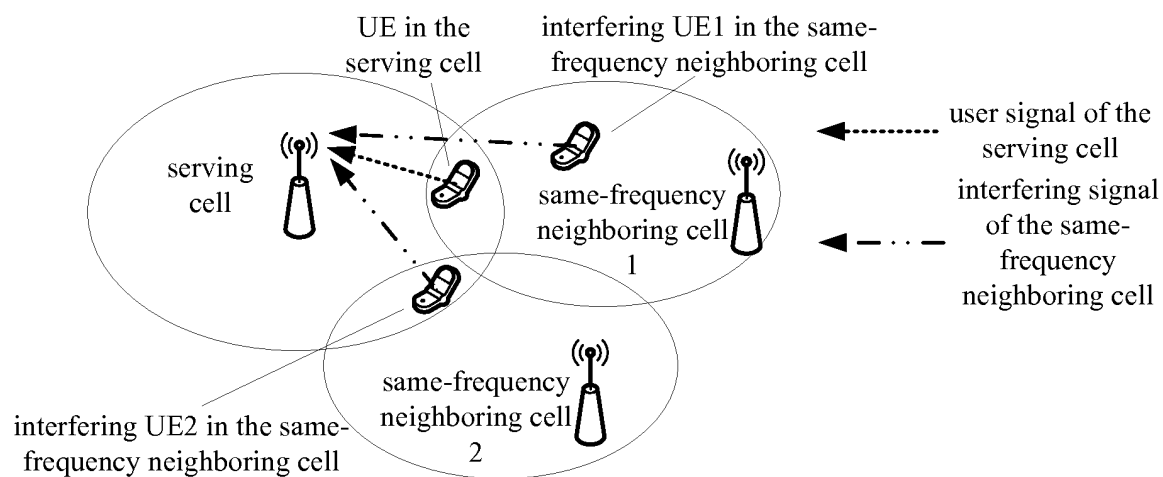 UE in the
serving cell
interfering UE1 in the same-
frequency neighboring cell
user signal of the
serving cell
serving
cell
same-frequency
neighboring cell
1
interfering signal
of the same-
frequency
neighboring cell
same-frequency
neighboring cell
2
interfering UE2 in the same-
frequency neighboring cell